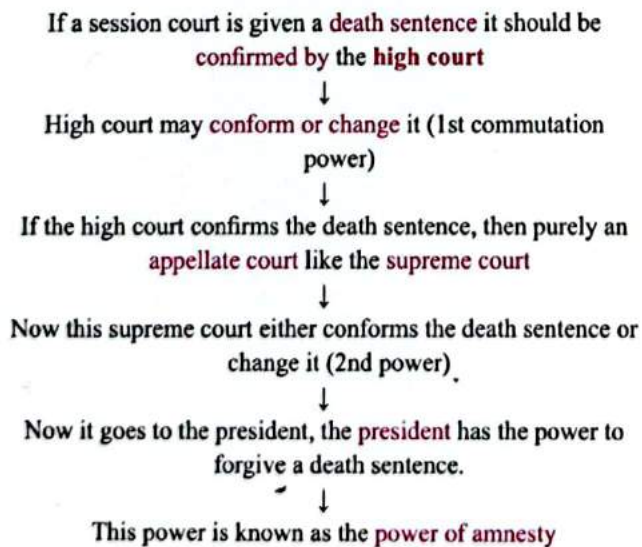 If a session court is given a death sentence it should be
confirmed by the high court
↓
High court may conform or change it (1st commutation
power)
↓
If the high court confirms the death sentence, then purely an
appellate court like the supreme court
↓
Now this supreme court either conforms the death sentence or
change it (2nd power)
↓
Now it goes to the president, the president has the power to
forgive a death sentence.
↓
This power is known as the power of amnesty